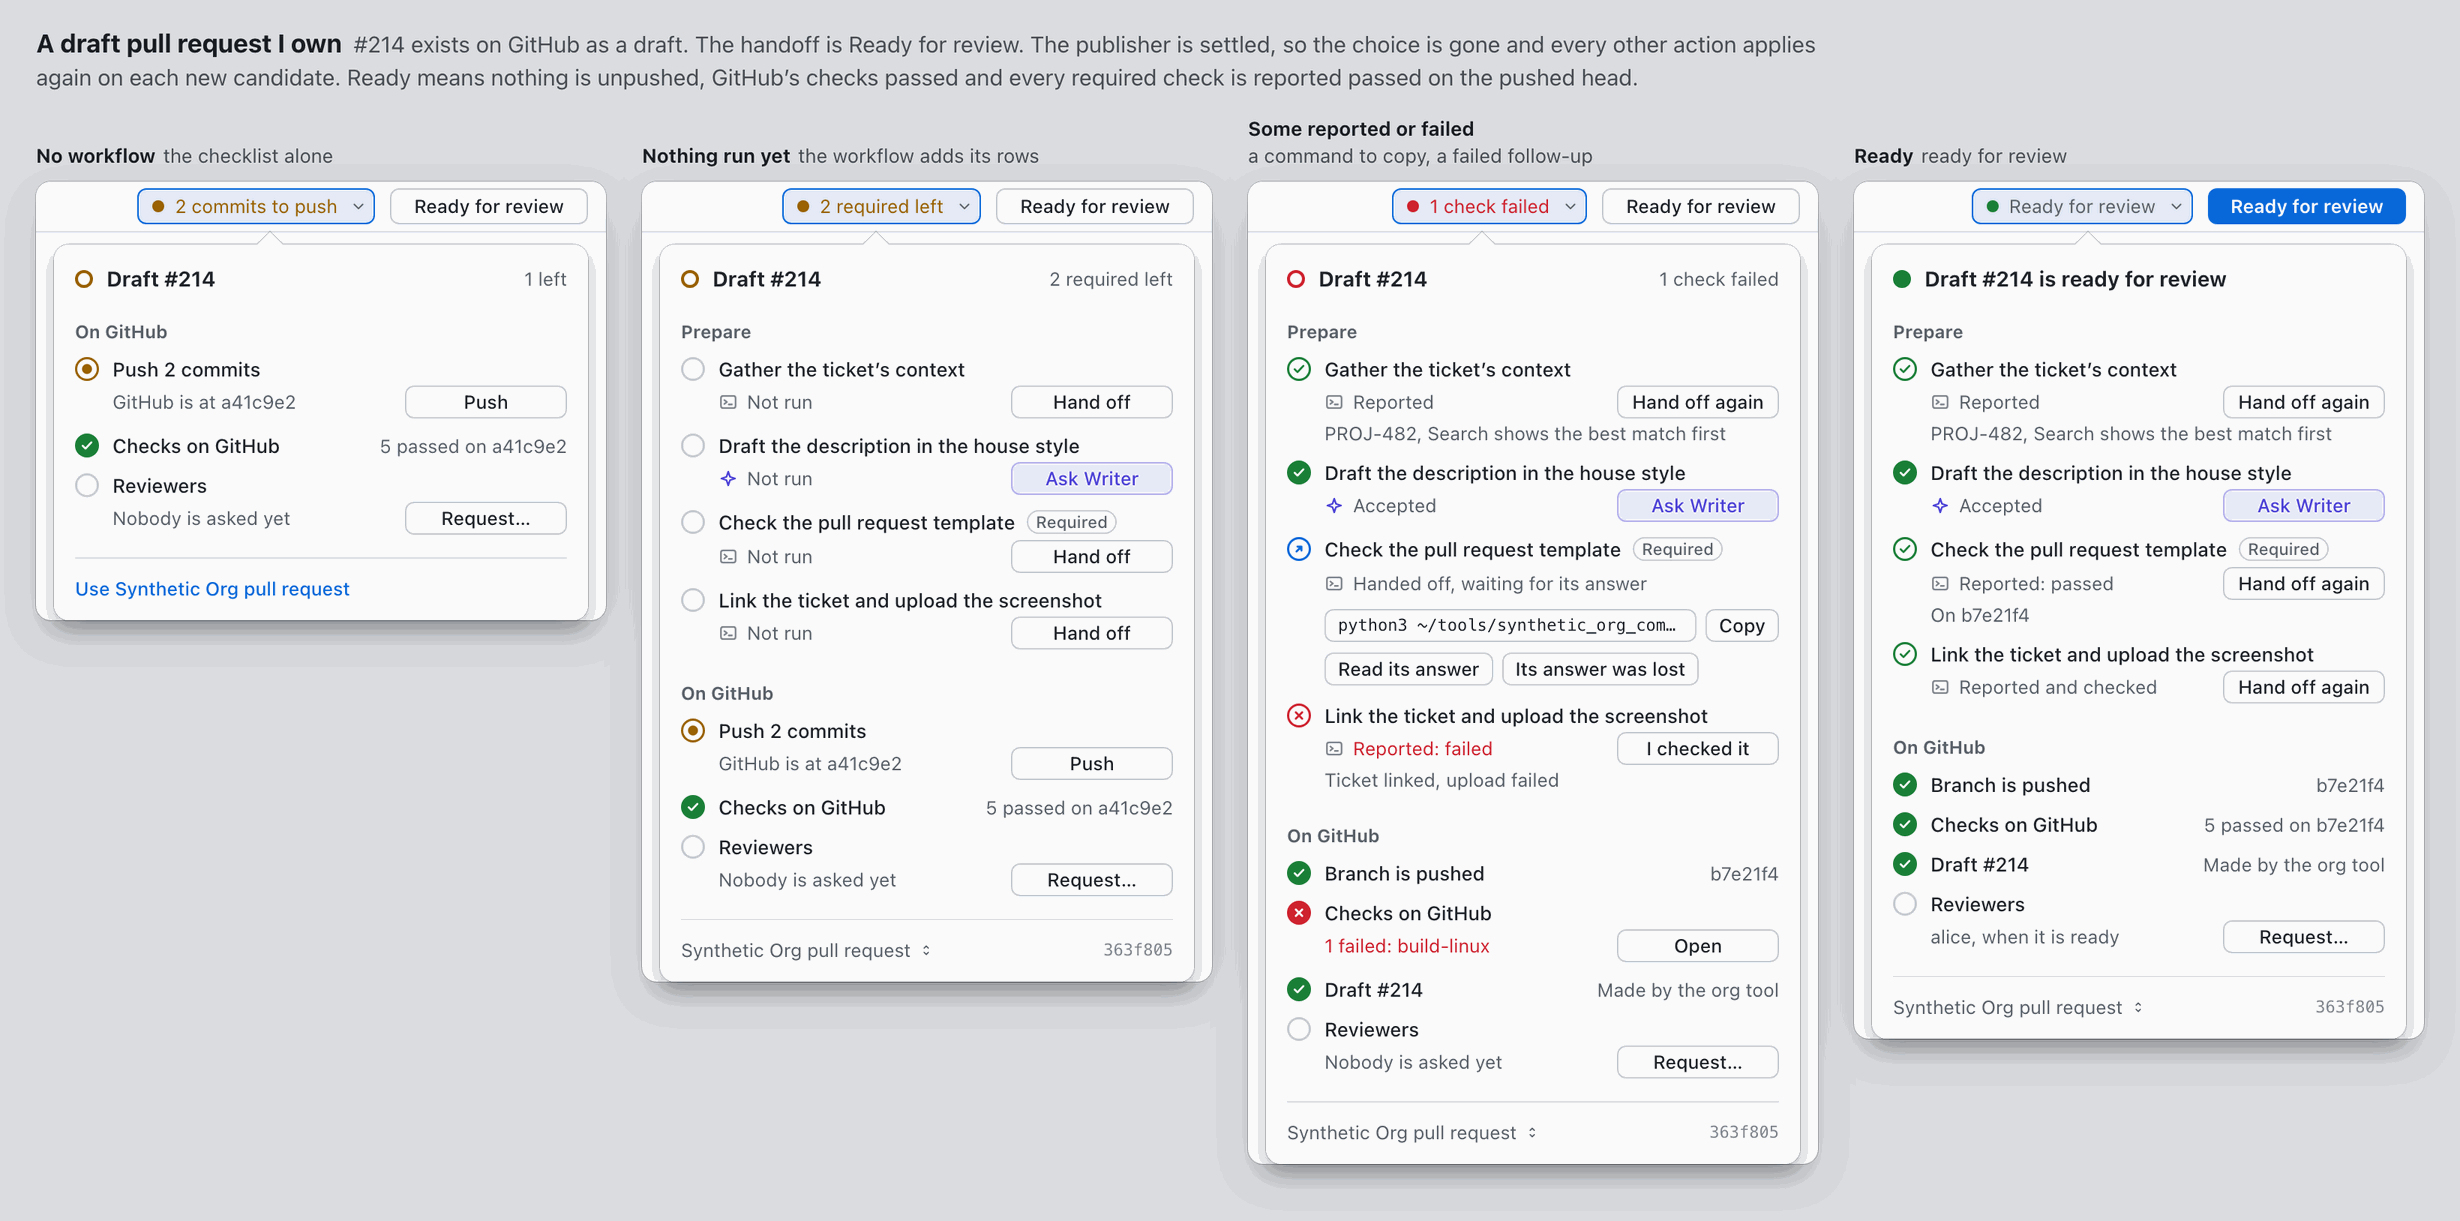 A draft pull request I own #214 exists on GitHub as a draft. The handoff is Ready for review. The publisher is settled, so the choice is gone and every other action applies
again on each new candidate. Ready means nothing is unpushed, GitHub’s checks passed and every required check is reported passed on the pushed head.
No workflow the checklist alone
2 commits to push
Ready for review
Draft #214
1 left
On GitHub
Push 2 commits
GitHub is at a41c9e2
Push
Checks on GitHub
5 passed on a41c9e2
Reviewers
Nobody is asked yet
Request…
Use Synthetic Org pull request
Nothing run yet the workflow adds its rows
2 required left
Ready for review
Draft #214
2 required left
Prepare
Gather the ticket’s context
Not run
Hand off
Draft the description in the house style
Not run
Ask Writer
Check the pull request template Required
Not run
Hand off
Link the ticket and upload the screenshot
Not run
Hand off
On GitHub
Push 2 commits
GitHub is at a41c9e2
Push
Checks on GitHub
5 passed on a41c9e2
Reviewers
Nobody is asked yet
Request…
Synthetic Org pull request
363f805
Some reported or failed
a command to copy, a failed follow-up
1 check failed
Ready for review
Draft #214
1 check failed
Prepare
Gather the ticket’s context
Reported
Hand off again
PROJ-482, Search shows the best match first
Draft the description in the house style
Accepted
Ask Writer
Check the pull request template Required
Handed off, waiting for its answer
python3 ~/tools/synthetic_org_com…
Copy
Read its answer
Its answer was lost
Link the ticket and upload the screenshot
Reported: failed
I checked it
Ticket linked, upload failed
On GitHub
Branch is pushed
b7e21f4
Checks on GitHub
1 failed: build-linux
Open
Draft #214
Made by the org tool
Reviewers
Nobody is asked yet
Request…
Synthetic Org pull request
363f805
Ready ready for review
Ready for review
Ready for review
Draft #214 is ready for review
Prepare
Gather the ticket’s context
Reported
Hand off again
PROJ-482, Search shows the best match first
Draft the description in the house style
Accepted
Ask Writer
Check the pull request template Required
Reported: passed
Hand off again
On b7e21f4
Link the ticket and upload the screenshot
Reported and checked
Hand off again
On GitHub
Branch is pushed
b7e21f4
Checks on GitHub
5 passed on b7e21f4
Draft #214
Made by the org tool
Reviewers
alice, when it is ready
Request…
Synthetic Org pull request
363f805